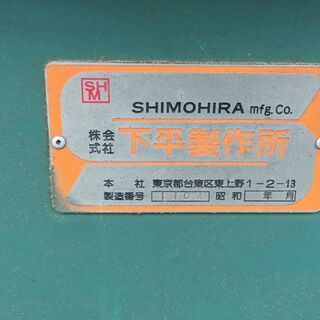 SH
M
SHIMOHIRA mfg.Co.
株会
式社
下平製作所
本 社 東京都台東区東上野1-2-13
製造番号 昭和 年 月